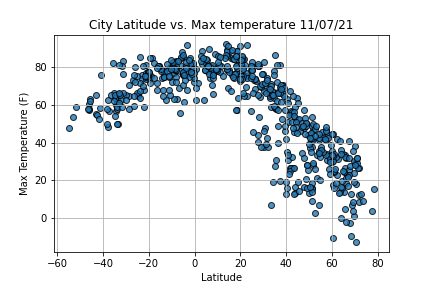 City Latitude vs. Max temperature 11/07/21
Max Temperature (F)
80
60
40
20
0
−60 −40 −20 0 20 40 60 80
Latitude